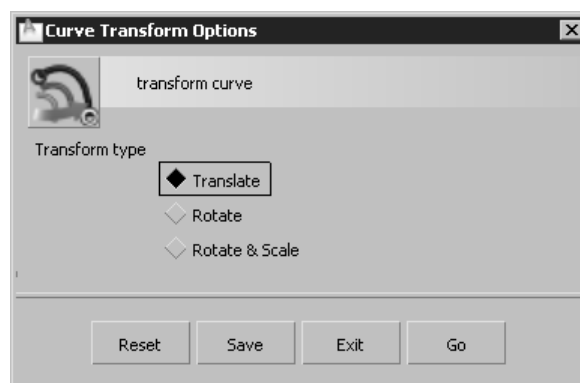 Curve Transform Options
transform curve
Transform type
Translate
Rotate
Rotate & Scale
Reset Save Exit Go